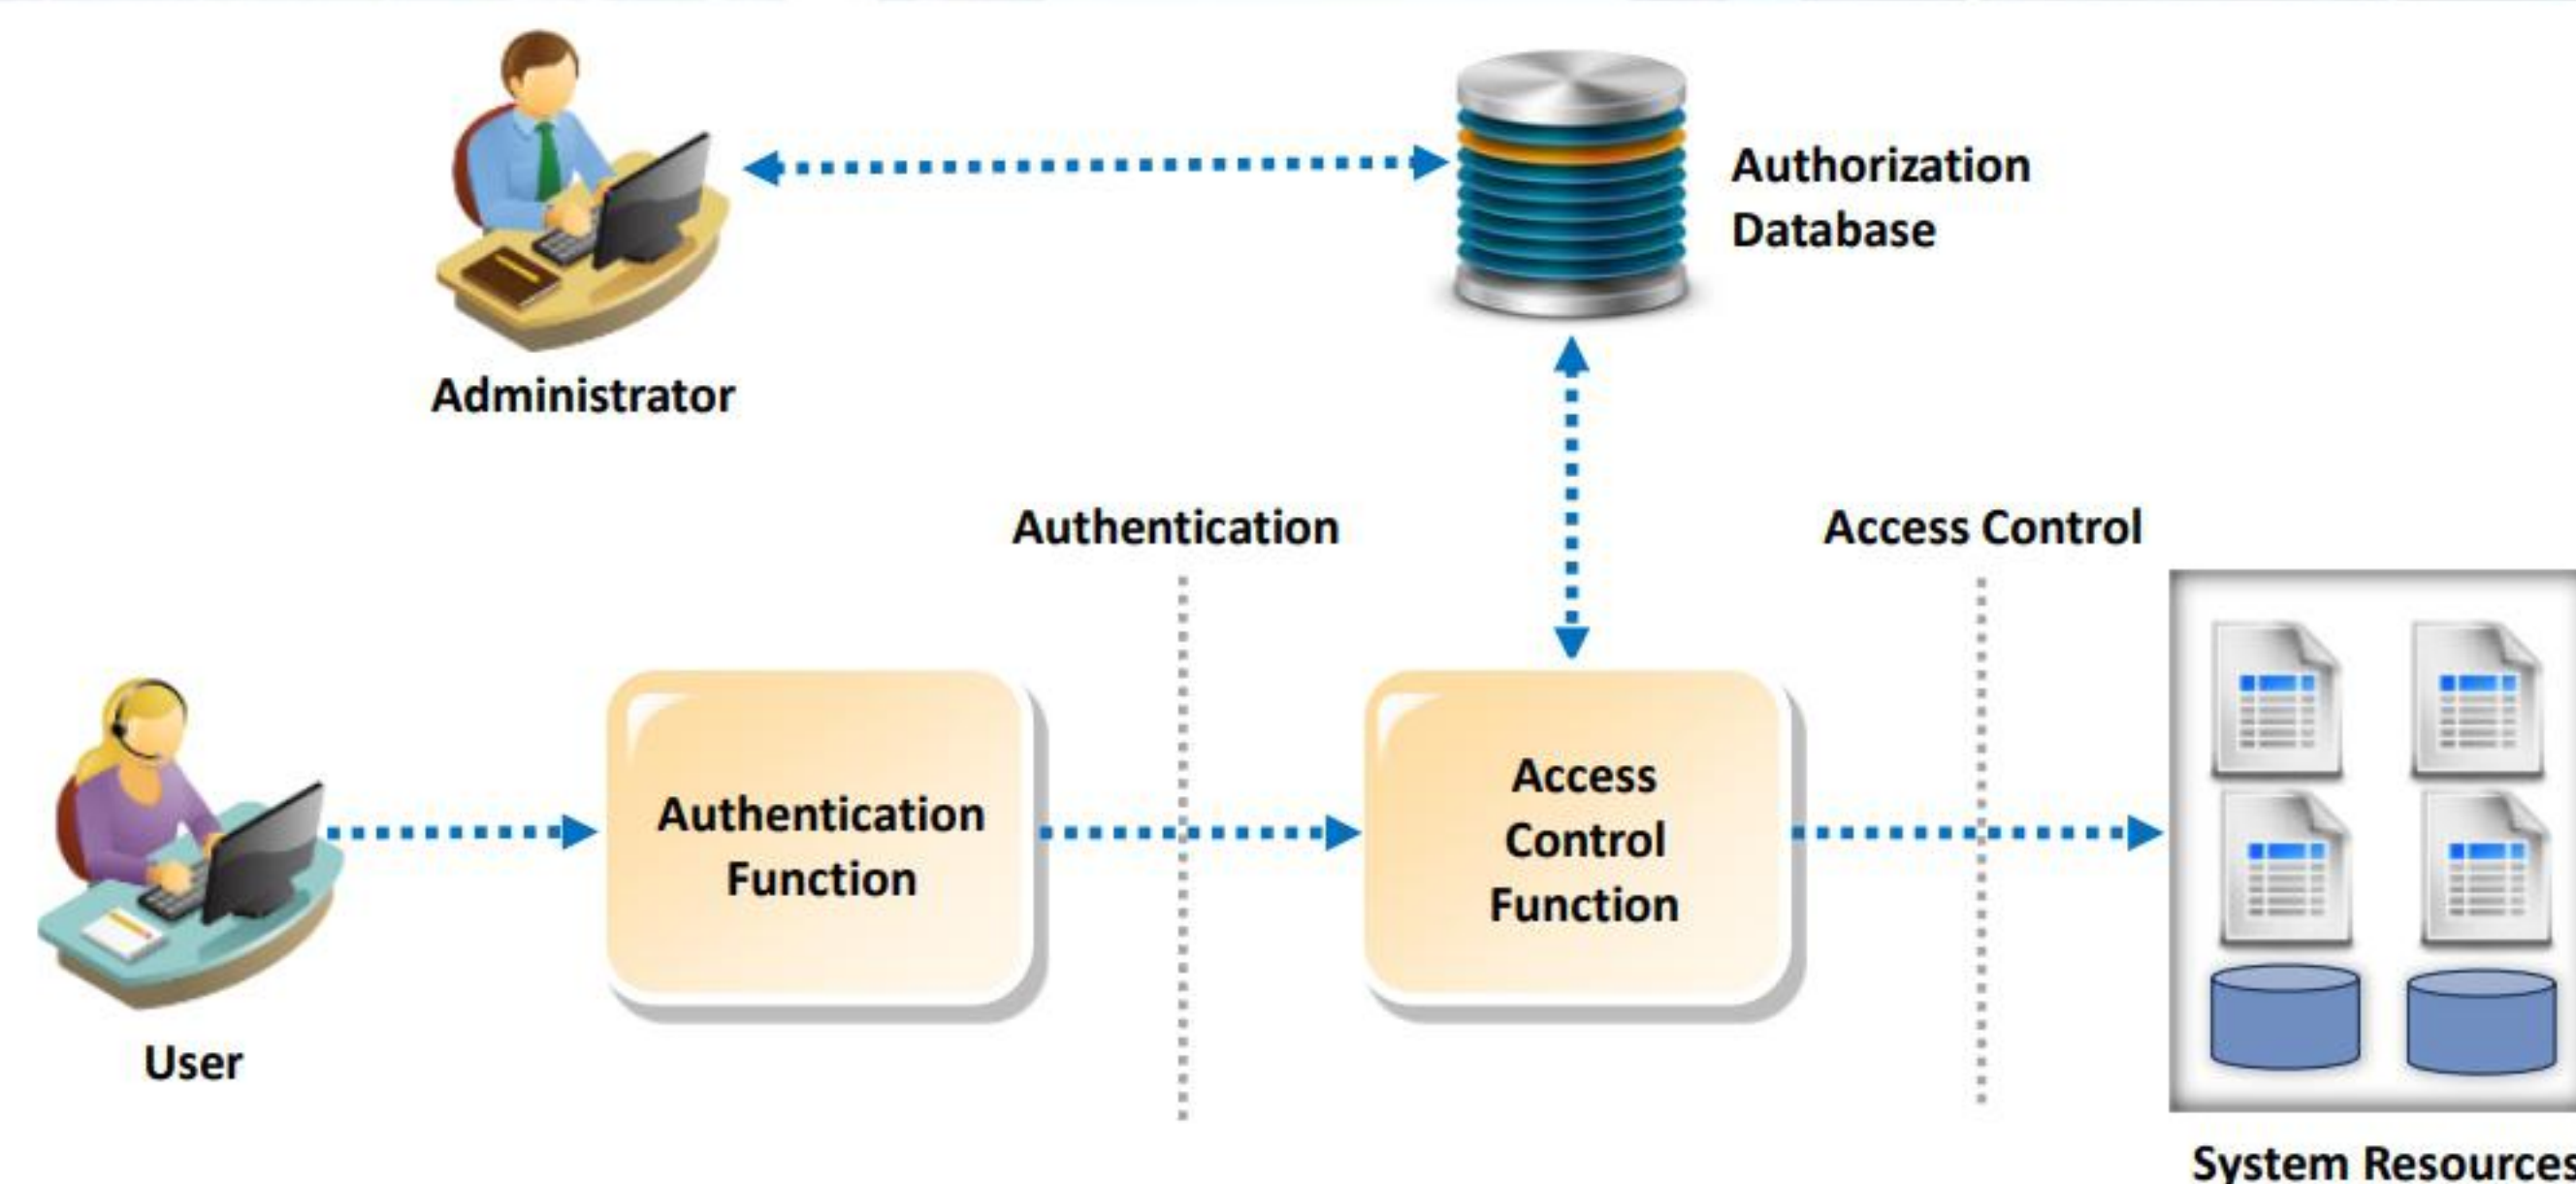 Authorization
Database
Administrator
Authentication
Access Control
Authentication
Function
Access
Control
Function
User
System Resources